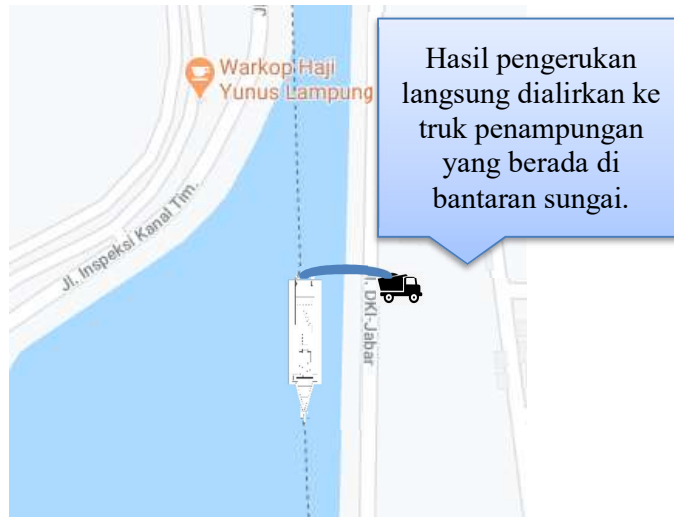 Warkop Haji
Yunus Lampung
Jl. Inspeksi Kanal Tim.
l. DKI-Jabar
Hasil pengerukan
langsung dialirkan ke
truk penampungan
yang berada di
bantaran sungai.